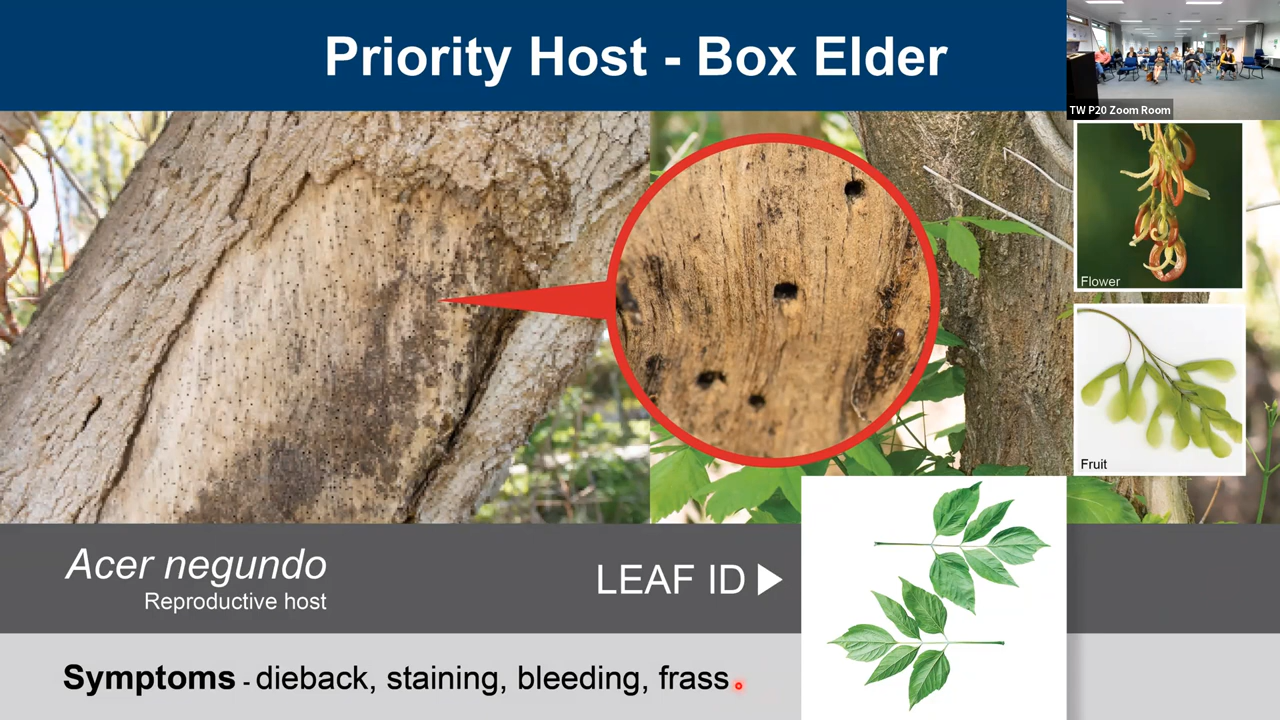 Priority Host - Box Elder
TW P20 Zoom Room
Flower
Fruit
Acer negundo
Reproductive host
LEAF ID
Symptoms - dieback, staining, bleeding, frass